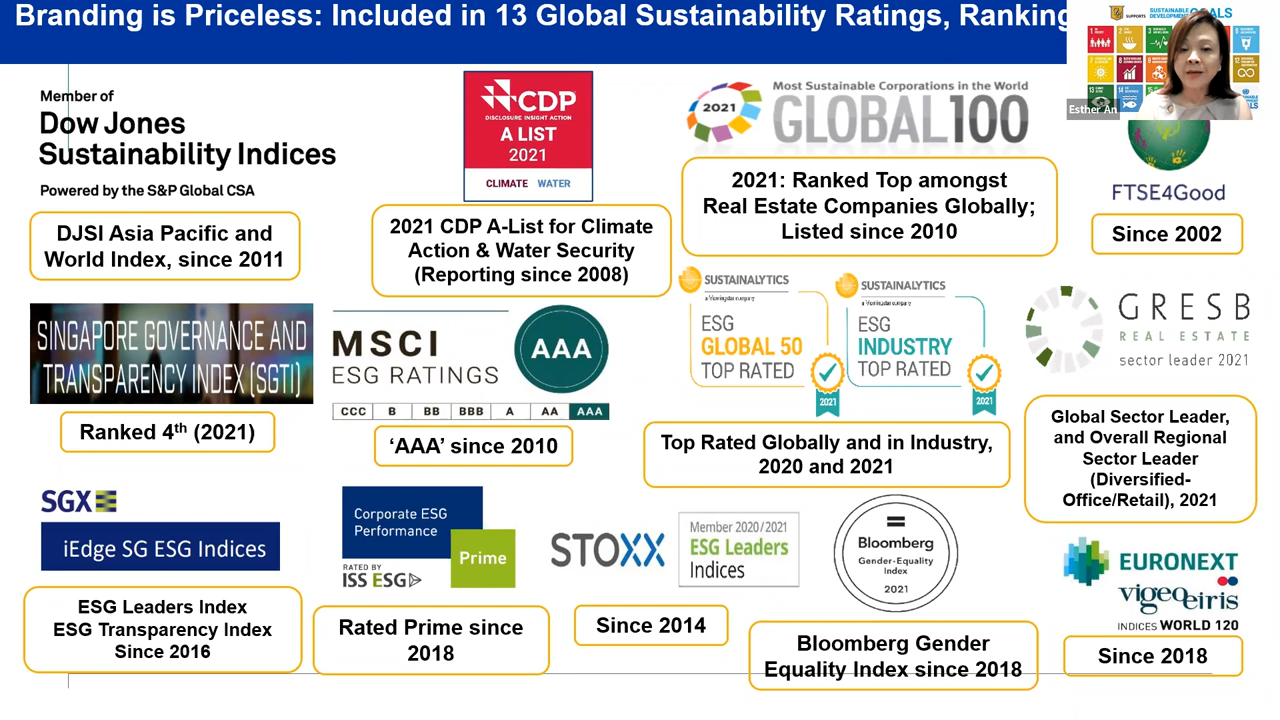 Branding is Priceless: Included in 13 Global Sustainability Ratings, Ranking
SUPPORTS
SUSTAINABLE
DEVELOPMENT GOALS
Esther An
Member of
Dow Jones
Sustainability Indices
Powered by the S&P Global CSA
DJSI Asia Pacific and
World Index, since 2011
CDP
DISCLOSURE INSIGHT ACTION
A LIST
2021
CLIMATE WATER
2021 CDP A-List for Climate
Action & Water Security
(Reporting since 2008)
2021
Most Sustainable Corporations in the World
GLOBAL100
2021: Ranked Top amongst
Real Estate Companies Globally;
Listed since 2010
FTSE4Good
Since 2002
SINGAPORE GOVERNANCE AND
TRANSPARENCY INDEX (SGTI)
Ranked 4th (2021)
MSCI
ESG RATINGS
AAA
CCC B BB BBB A AA AAA
‘AAA’ since 2010
SUSTAINALYTICS
a Morningstar company
ESG
GLOBAL 50
TOP RATED
2021
SUSTAINALYTICS
a Morningstar company
ESG
INDUSTRY
TOP RATED
2021
Top Rated Globally and in Industry,
2020 and 2021
GRESB
REAL ESTATE
sector leader 2021
Global Sector Leader,
and Overall Regional
Sector Leader
(Diversified-
Office/Retail), 2021
SGX
iEdge SG ESG Indices
ESG Leaders Index
ESG Transparency Index
Since 2016
Corporate ESG
Performance
Prime
RATED BY
ISS ESG
Rated Prime since
2018
STOXX
Member 2020/2021
ESG Leaders
Indices
Since 2014
Bloomberg
Gender-Equality
Index
2021
Bloomberg Gender
Equality Index since 2018
EURONEXT
vigeoeiris
INDICES WORLD 120
Since 2018